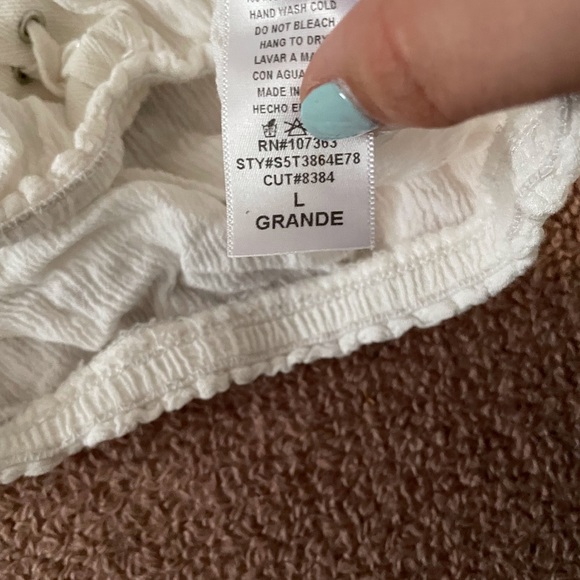 HAND WASH COLD
DO NOT BLEACH
HANG TO DRY
LAVAR A
CON AGUA
MADE IN
HECHO
RN#107363
STY#S5T3864E78
CUT#8384
L
GRANDE